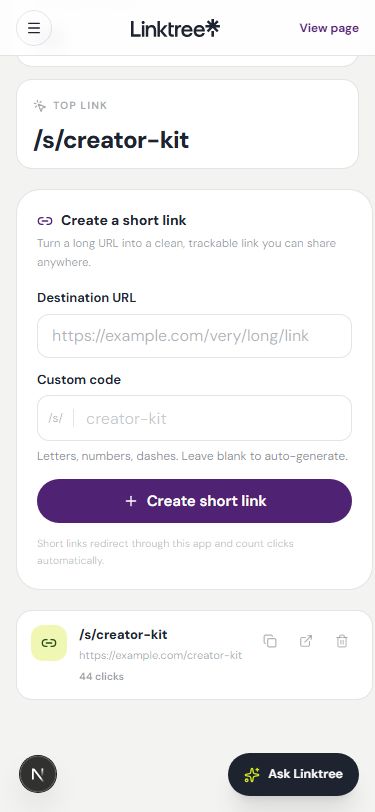 Linktree
View page
TOP LINK
/s/creator-kit
Create a short link
Turn a long URL into a clean, trackable link you can share
anywhere.
Destination URL
https://example.com/very/long/link
Custom code
/s/ creator-kit
Letters, numbers, dashes. Leave blank to auto-generate.
+ Create short link
Short links redirect through this app and count clicks
automatically.
/s/creator-kit
https://example.com/creator-kit
44 clicks
N
Ask Linktree